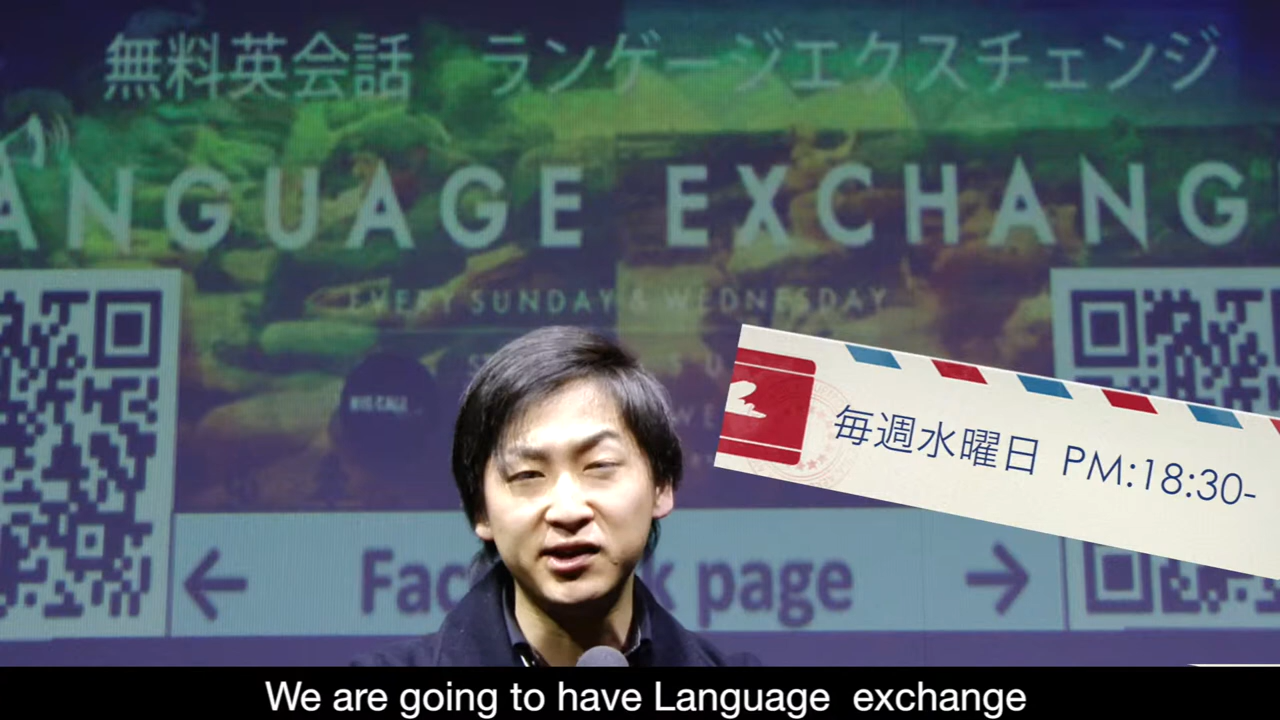 無料英会話 ランゲージエクスチェンジ
ANGUAGE EXCHANG
EVERY SUNDAY & WEDNESDAY
毎週水曜日 PM:18:30-
Fac k page
We are going to have Language exchange